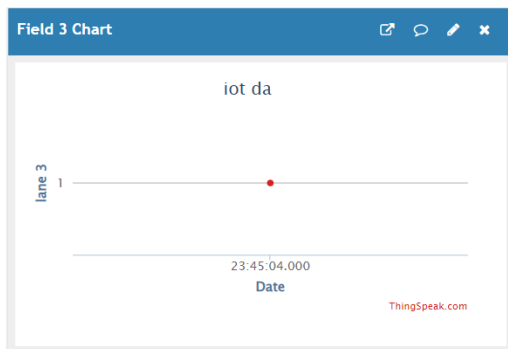 Field 3 Chart
iot da
lane 3
1
23:45:04.000
Date
ThingSpeak.com